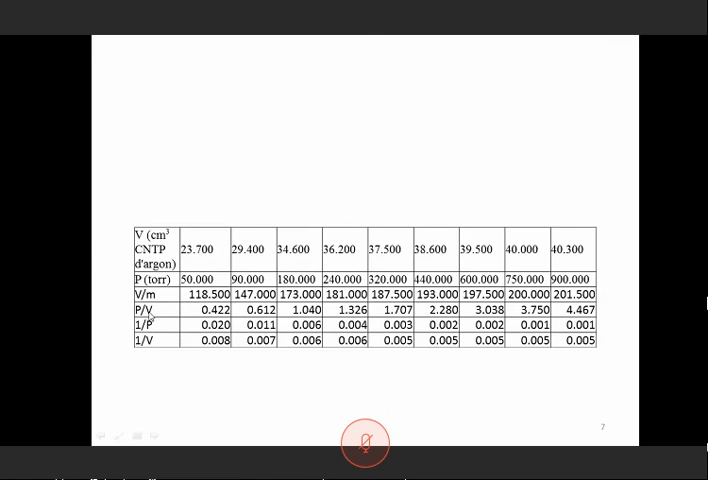 V (cm³ CNTP d'argon) 23.700 29.400 34.600 36.200 37.500 38.600 39.500 40.000 40.300
P (torr) 50.000 90.000 180.000 240.000 320.000 440.000 600.000 750.000 900.000
V/m 118.500 147.000 173.000 181.000 187.500 193.000 197.500 200.000 201.500
P/V 0.422 0.612 1.040 1.326 1.707 2.280 3.038 3.750 4.467
1/P 0.020 0.011 0.006 0.004 0.003 0.002 0.002 0.001 0.001
1/V 0.008 0.007 0.006 0.006 0.005 0.005 0.005 0.005 0.005
7